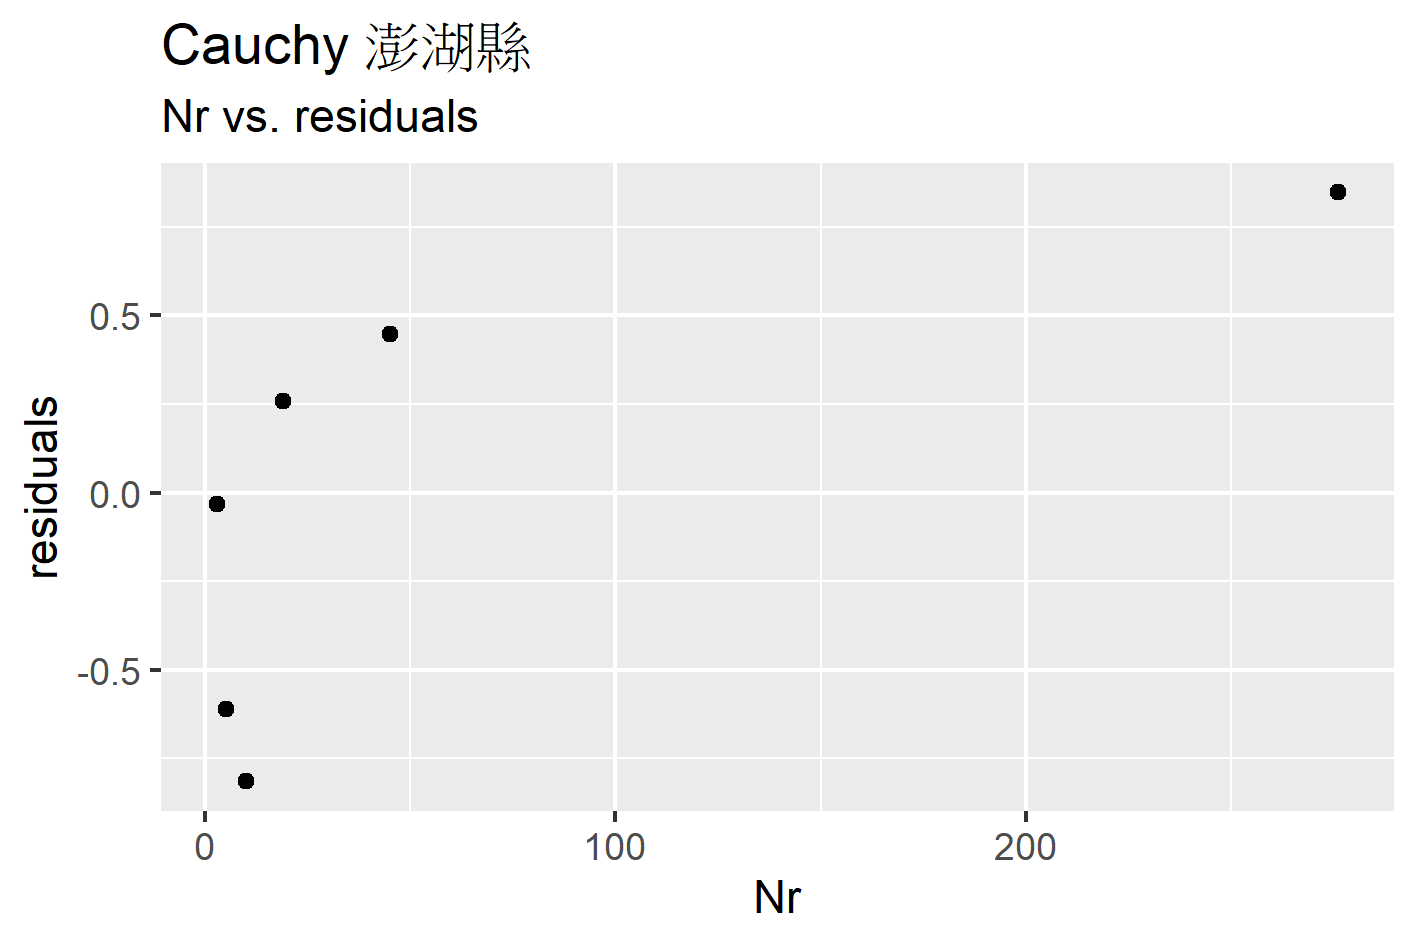 Cauchy 澎湖縣
Nr vs. residuals
0.5
0.0
-0.5
residuals
0 100 200
Nr